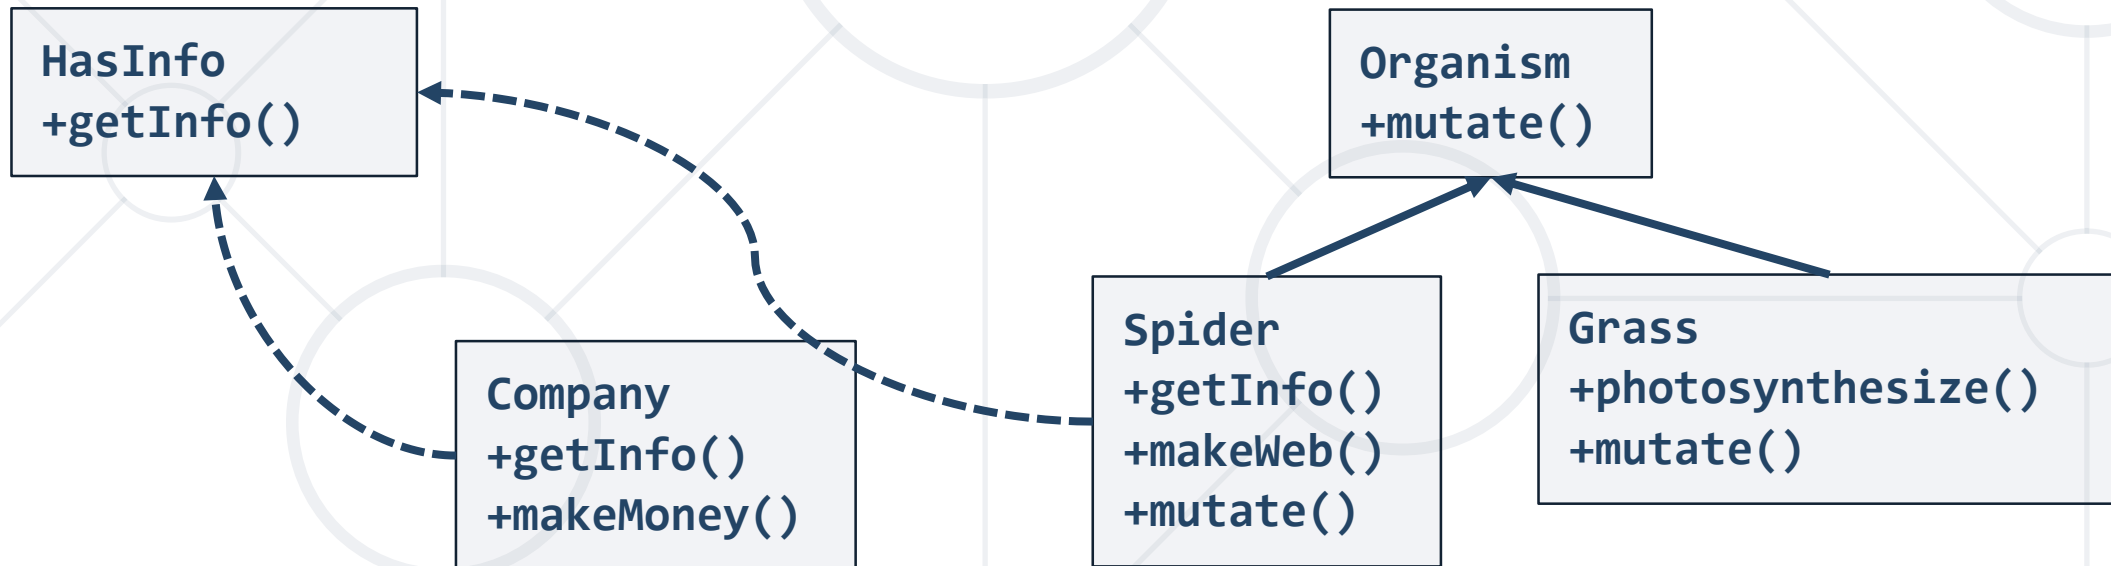 HasInfo
+getInfo()
Organism
+mutate()
Company
+getInfo()
+makeMoney()
Spider
+getInfo()
+makeWeb()
+mutate()
Grass
+photosynthesize()
+mutate()